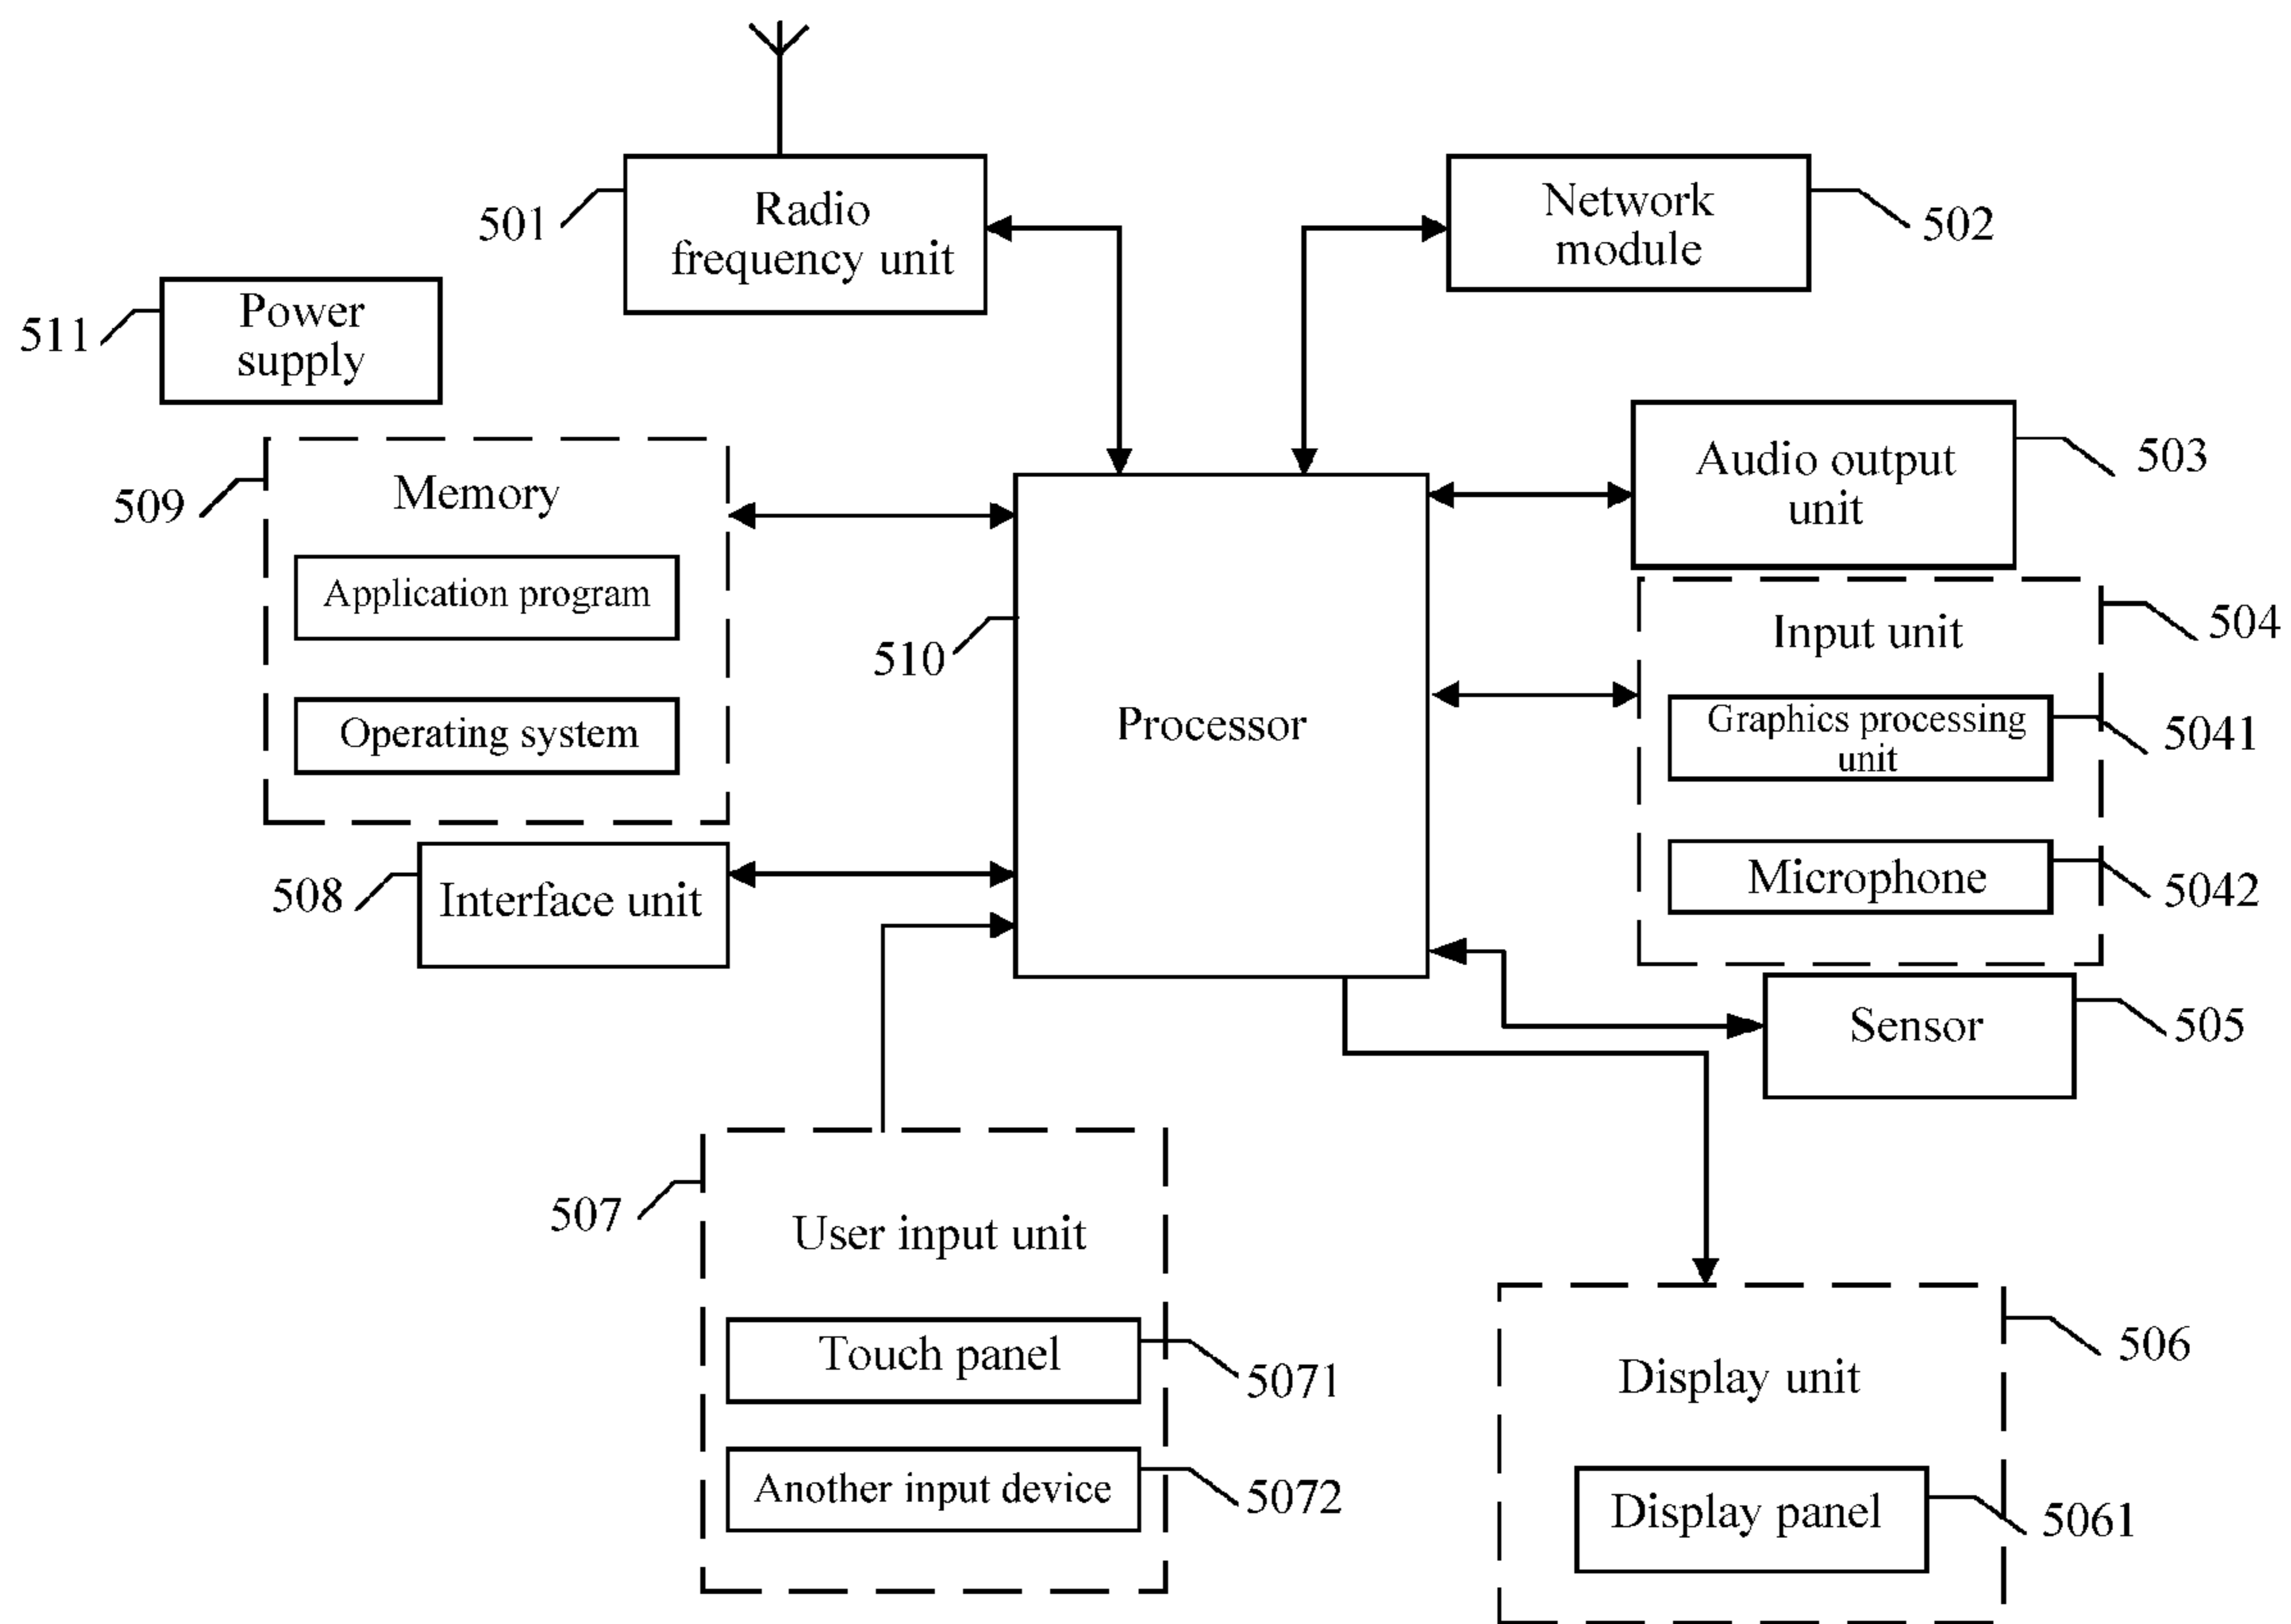 Radio
frequency unit
501
Network
module
502
Power
supply
511
Audio output
unit
503
Memory
509
Application program
Operating system
Processor
510
Input unit
504
Graphics processing
unit
5041
Microphone
5042
Interface unit
508
Sensor
505
User input unit
507
Touch panel
5071
Another input device
5072
Display unit
506
Display panel
5061